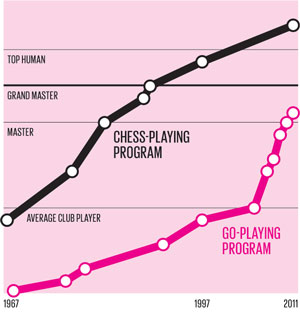 TOP HUMAN
GRAND MASTER
MASTER
CHESS-PLAYING
PROGRAM
AVERAGE CLUB PLAYER
GO-PLAYING
PROGRAM
1967
1997
2011